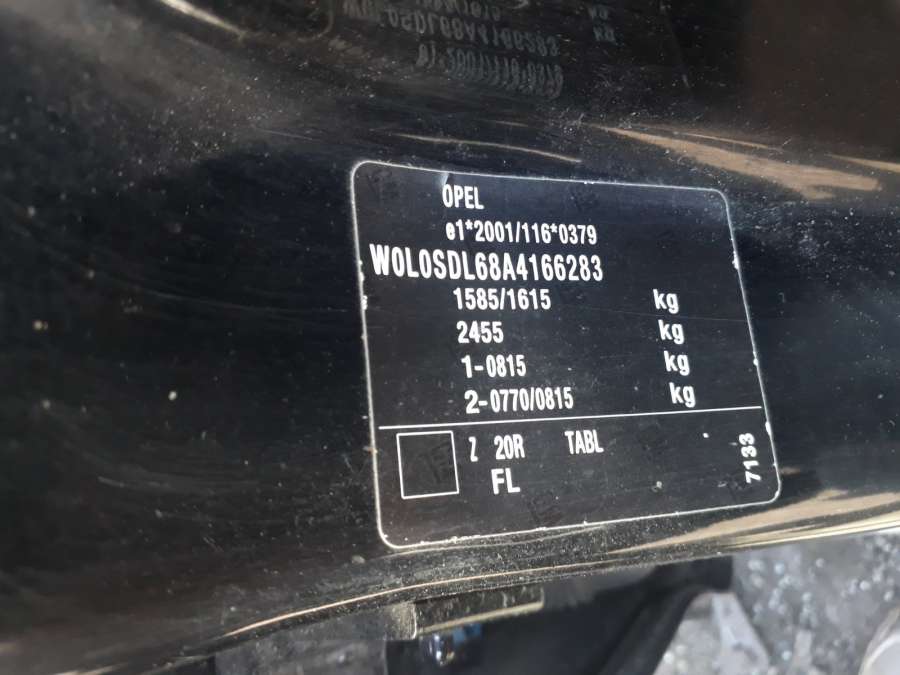 OPEL
e1*2001/116*0379
W0L0SDL68A4166283
1585/1615 kg
2455 kg
1-0815 kg
2-0770/0815 kg
Z 20R TABL
FL
7133